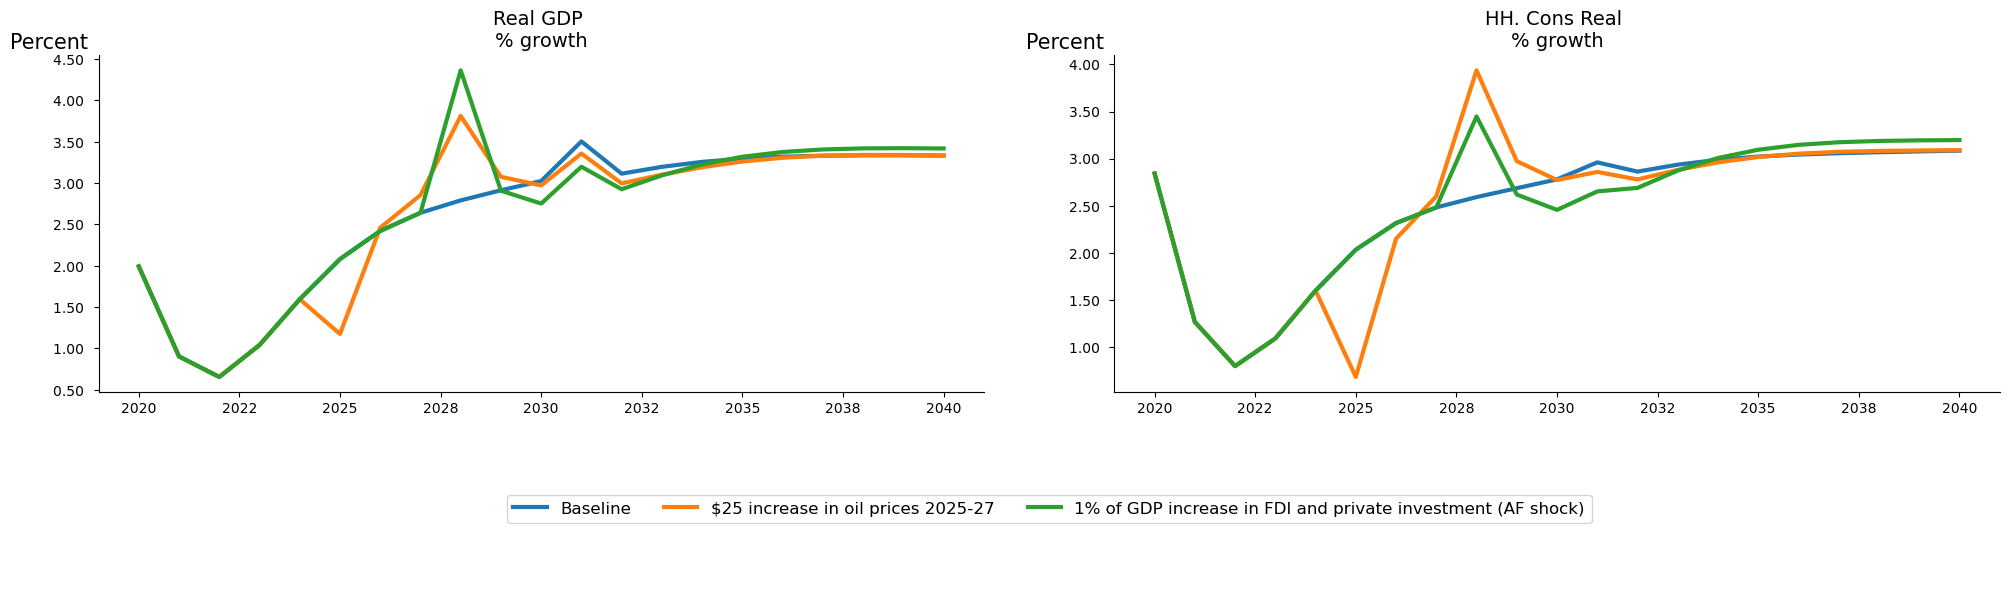 Real GDP
% growth
Percent
4.50
4.00
3.50
3.00
2.50
2.00
1.50
1.00
0.50
2020 2022 2025 2028 2030 2032 2035 2038 2040
HH. Cons Real
% growth
Percent
4.00
3.50
3.00
2.50
2.00
1.50
1.00
2020 2022 2025 2028 2030 2032 2035 2038 2040
Baseline $25 increase in oil prices 2025-27 1% of GDP increase in FDI and private investment (AF shock)